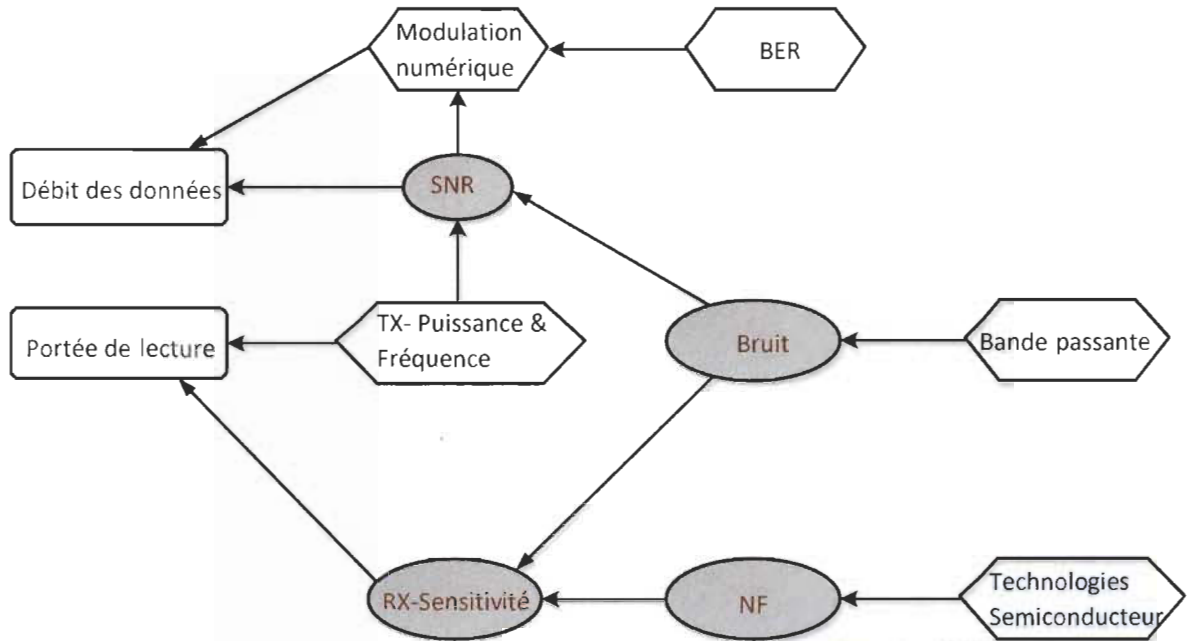 Modulation
numérique
BER
Débit des données
SNR
TX- Puissance &
Fréquence
Portée de lecture
Bruit
Bande passante
RX-Sensitivité
NF
Technologies
Semiconducteur